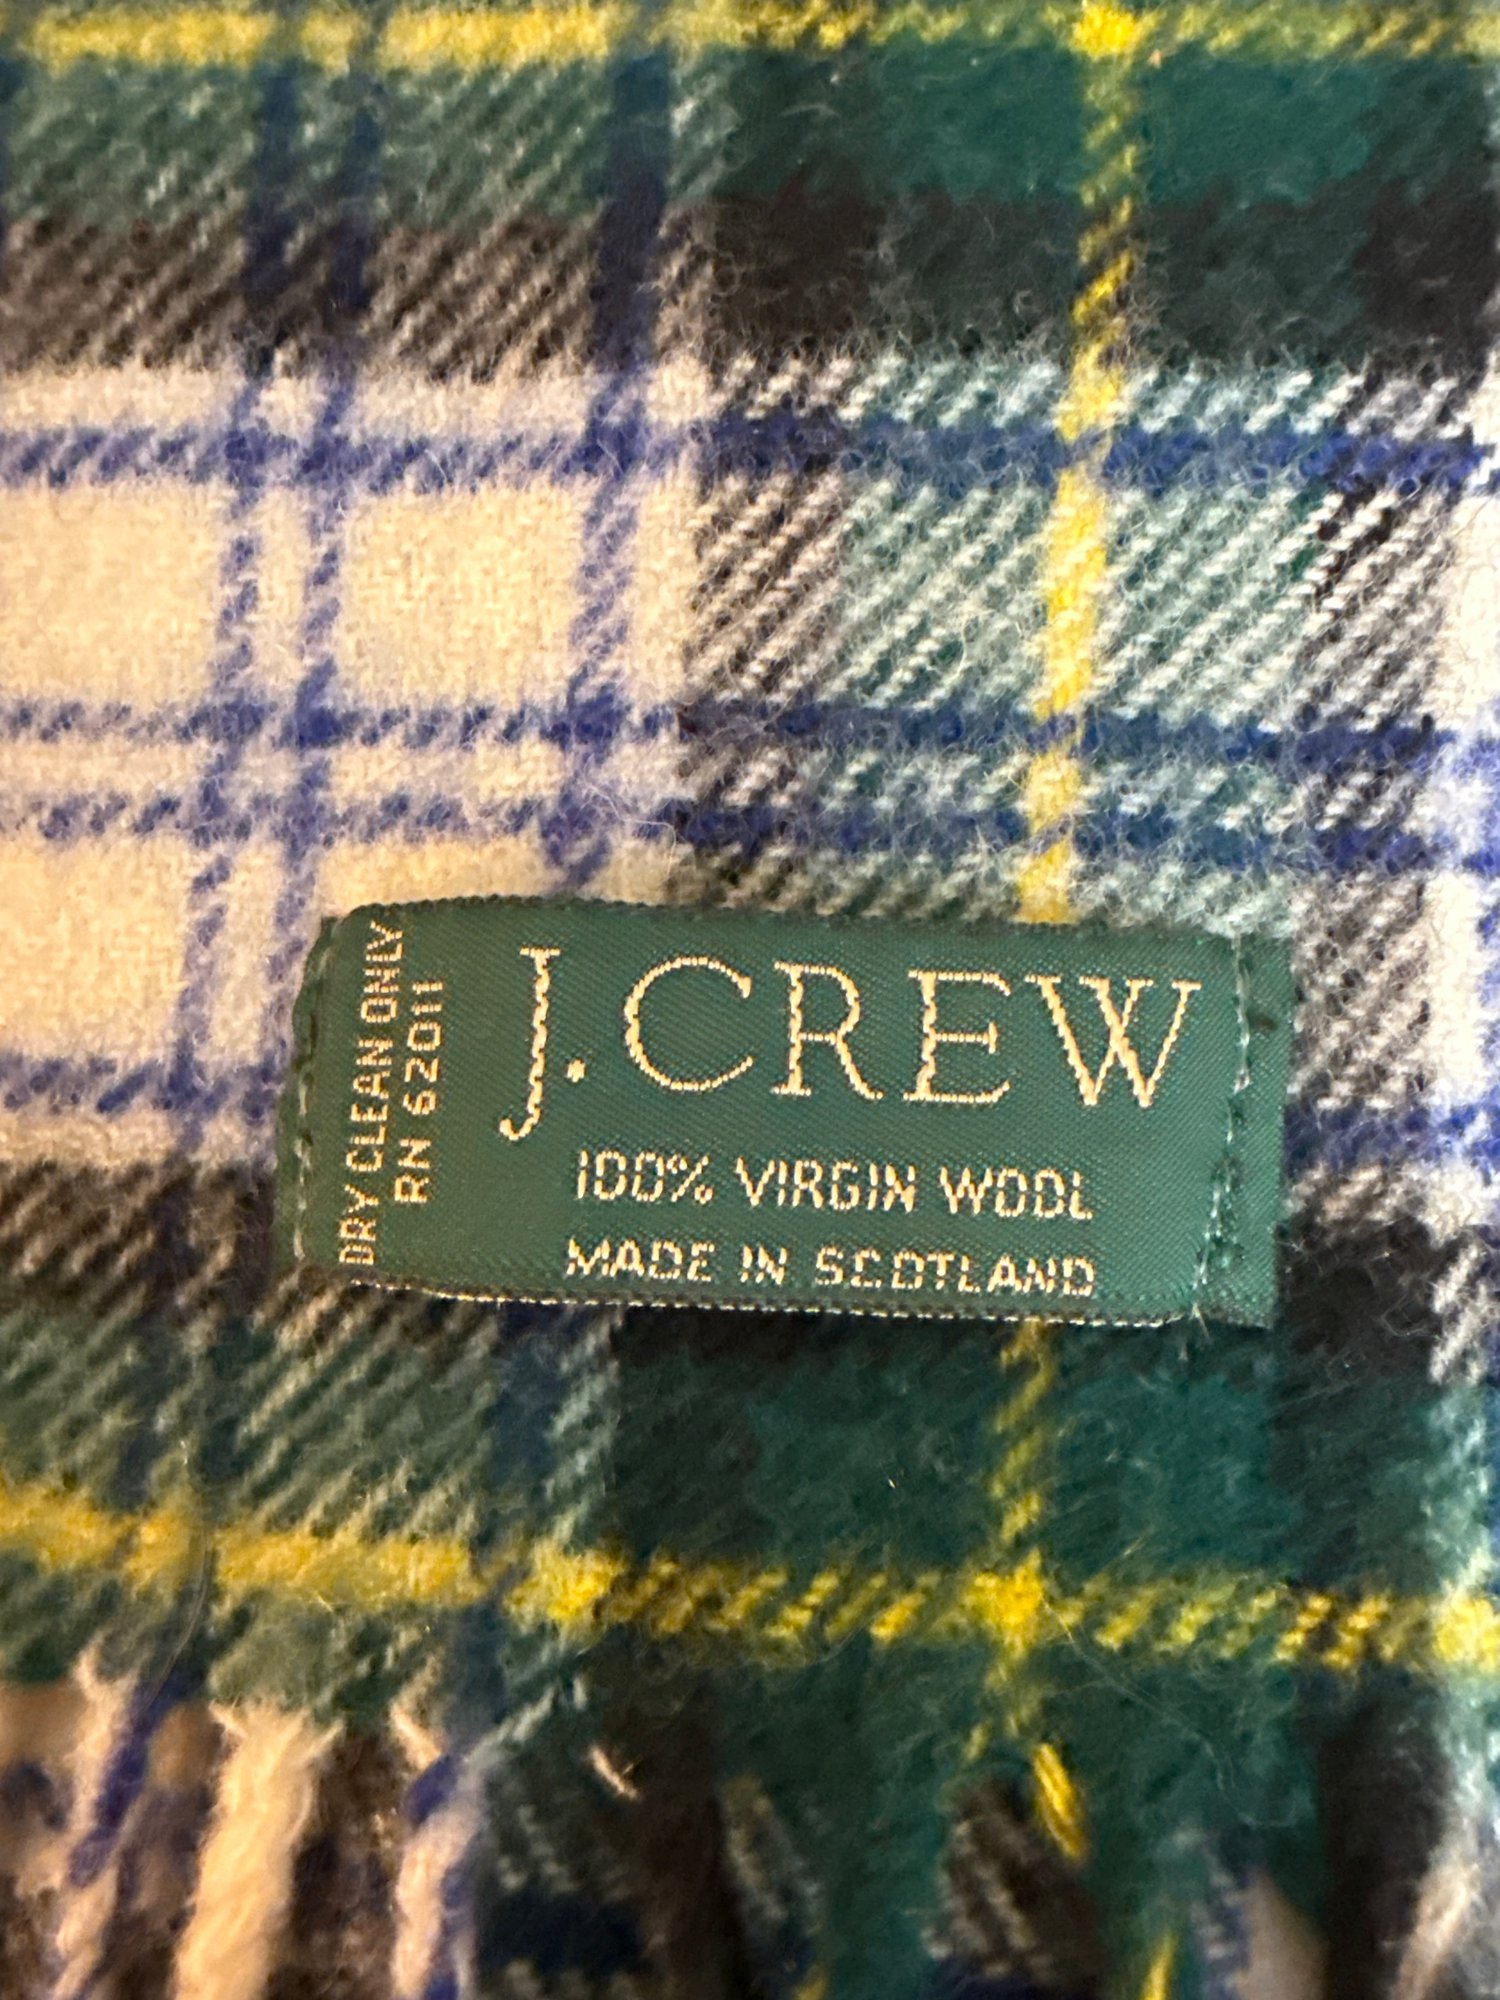 J.CREW
100% VIRGIN WOOL
MADE IN SCOTLAND
DRY CLEAN ONLY
RN 62011